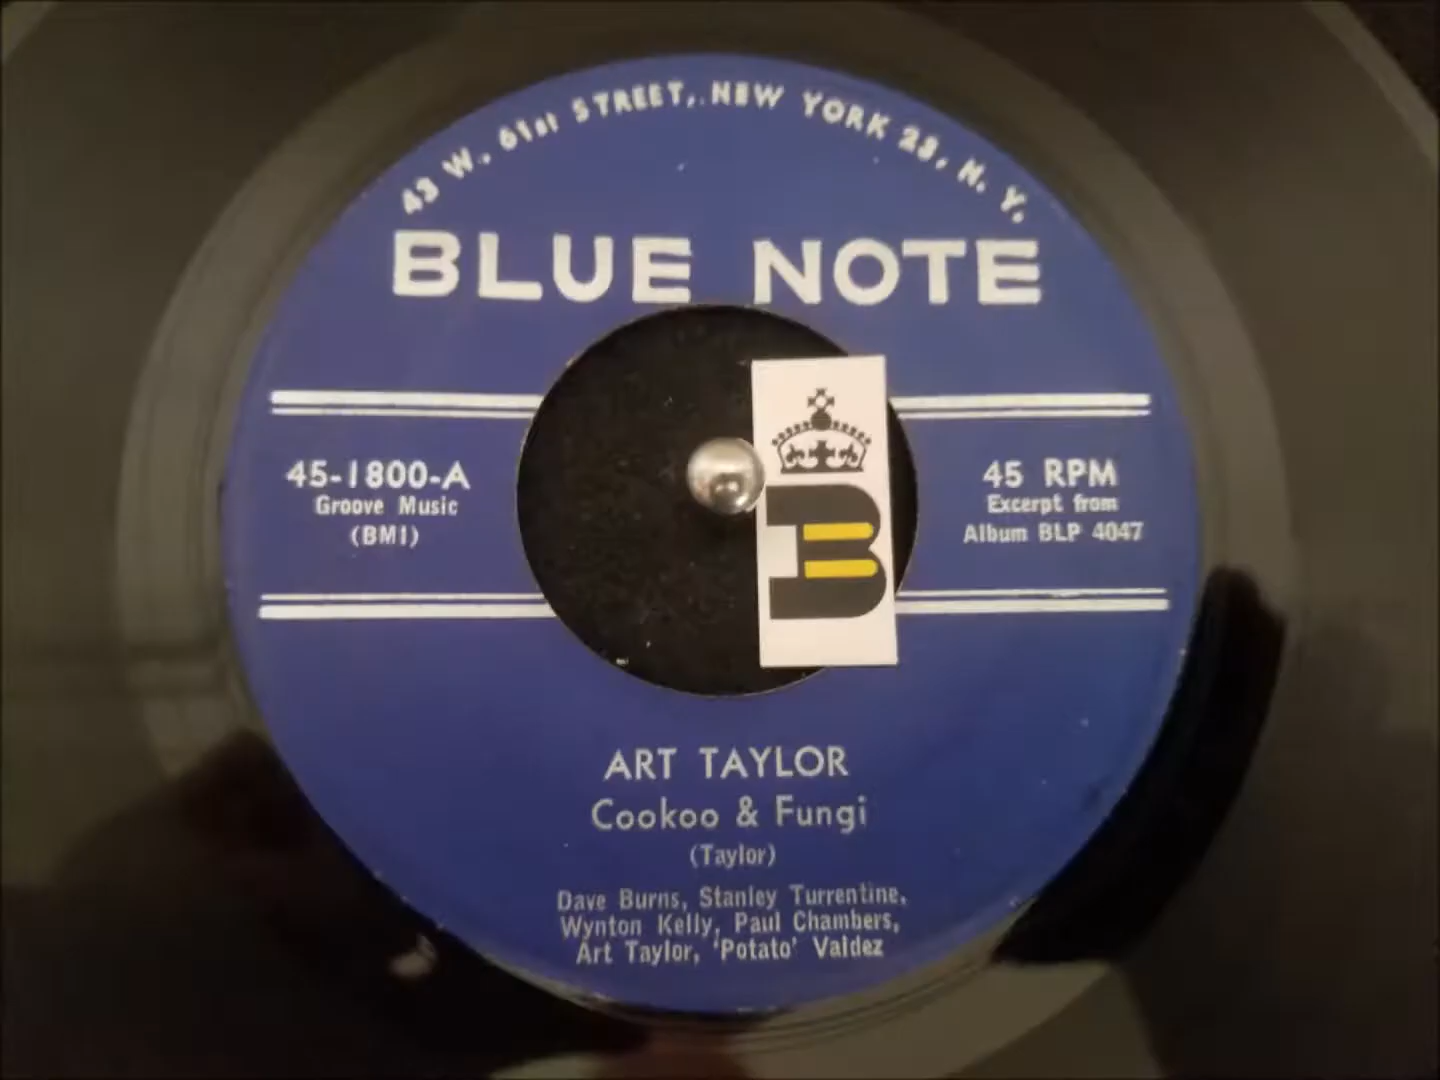 43 W. 61st STREET, NEW YORK 23, N. Y.
BLUE NOTE
45-1800-A
Groove Music
(BMI)
45 RPM
Excerpt from
Album BLP 4047
B
ART TAYLOR
Cookoo & Fungi
(Taylor)
Dave Burns, Stanley Turrentine,
Wynton Kelly, Paul Chambers,
Art Taylor, 'Potato' Valdez